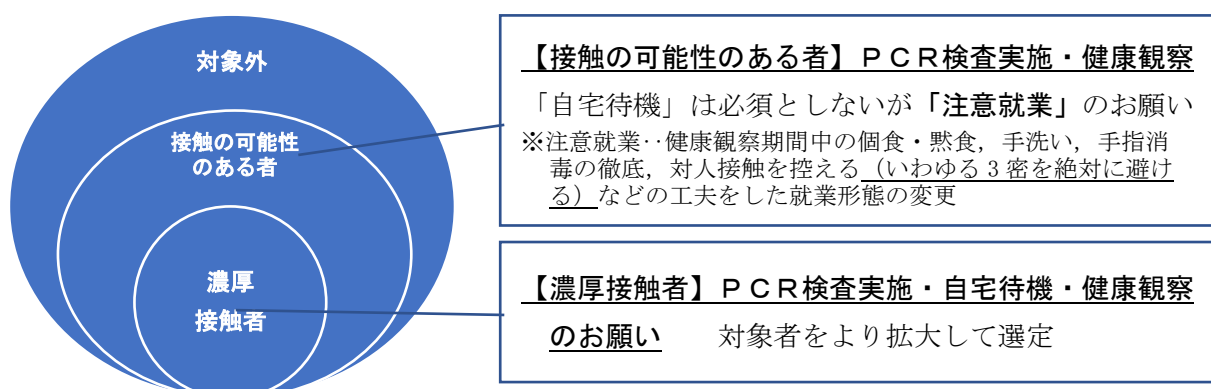 対象外
接触の可能性
のある者
濃厚
接触者
【接触の可能性のある者】ＰＣＲ検査実施・健康観察
「自宅待機」は必須としないが「注意就業」のお願い
※注意就業‥健康観察期間中の個食・黙食，手洗い，手指消
毒の徹底，対人接触を控える（いわゆる３密を絶対に避け
る）などの工夫をした就業形態の変更
【濃厚接触者】ＰＣＲ検査実施・自宅待機・健康観察
のお願い　　対象者をより拡大して選定